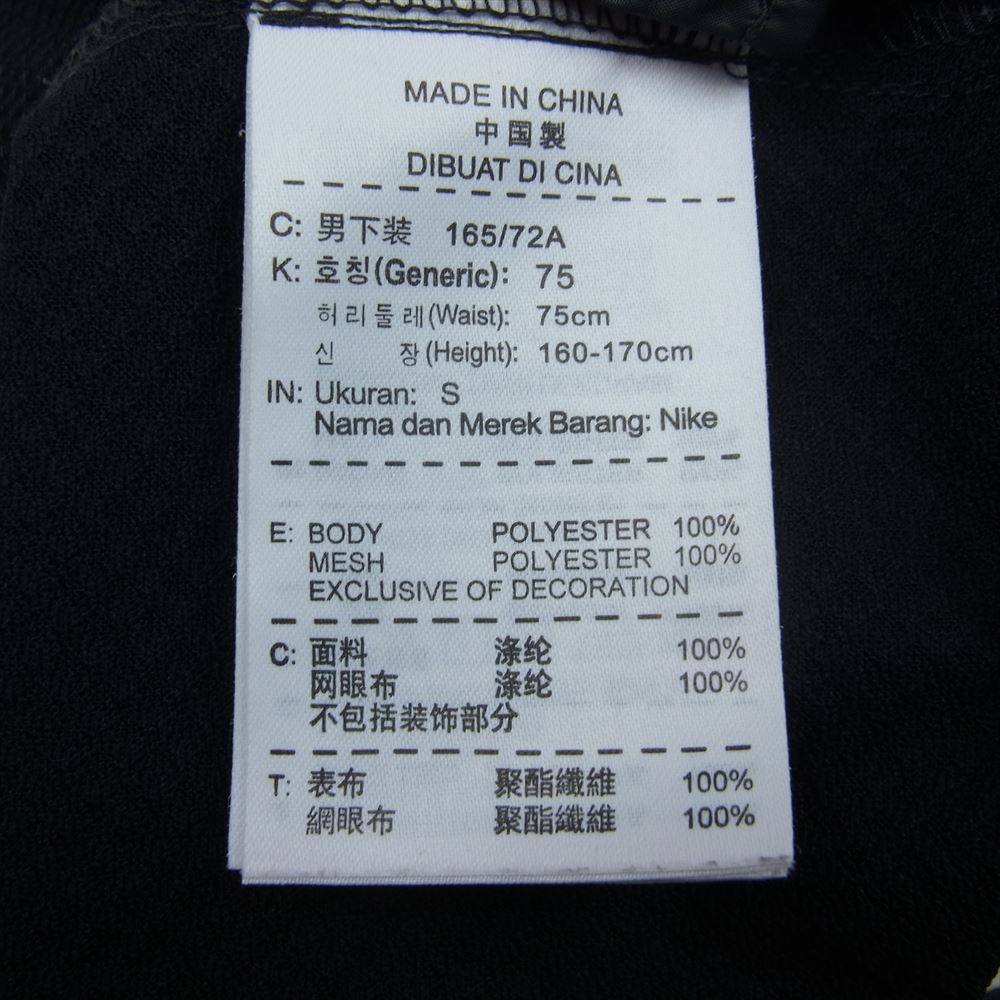 MADE IN CHINA
中国製
DIBUAT DI CINA
C: 男下装 165/72A
K: 호칭(Generic): 75
허리둘레(Waist): 75cm
신 장(Height): 160-170cm
IN: Ukuran: S
Nama dan Merek Barang: Nike
E: BODY POLYESTER 100%
MESH POLYESTER 100%
EXCLUSIVE OF DECORATION
C: 面料 涤纶 100%
网眼布 涤纶 100%
不包括装饰部分
T: 表布 聚酯纖維 100%
網眼布 聚酯纖維 100%